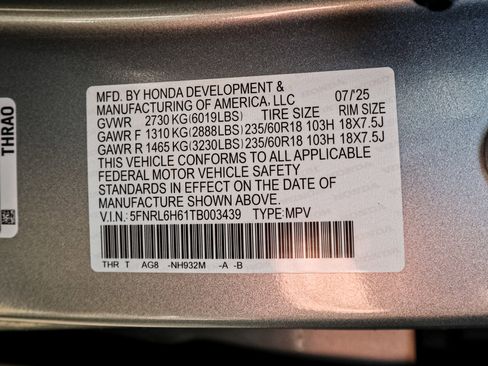 THRAO
MFD. BY HONDA DEVELOPMENT &
MANUFACTURING OF AMERICA, LLC 07/'25
GVWR 2730 KG(6019LBS) TIRE SIZE RIM SIZE
GAWR F 1310 KG(2888LBS) 235/60R18 103H 18X7.5J
GAWR R 1465 KG(3230LBS) 235/60R18 103H 18X7.5J
THIS VEHICLE CONFORMS TO ALL APPLICABLE
FEDERAL MOTOR VEHICLE SAFETY
STANDARDS IN EFFECT ON THE DATE OF
MANUFACTURE SHOWN ABOVE.
V.I.N: 5FNRL6H61TB003439 TYPE:MPV
THR T AG8 -NH932M -A -B